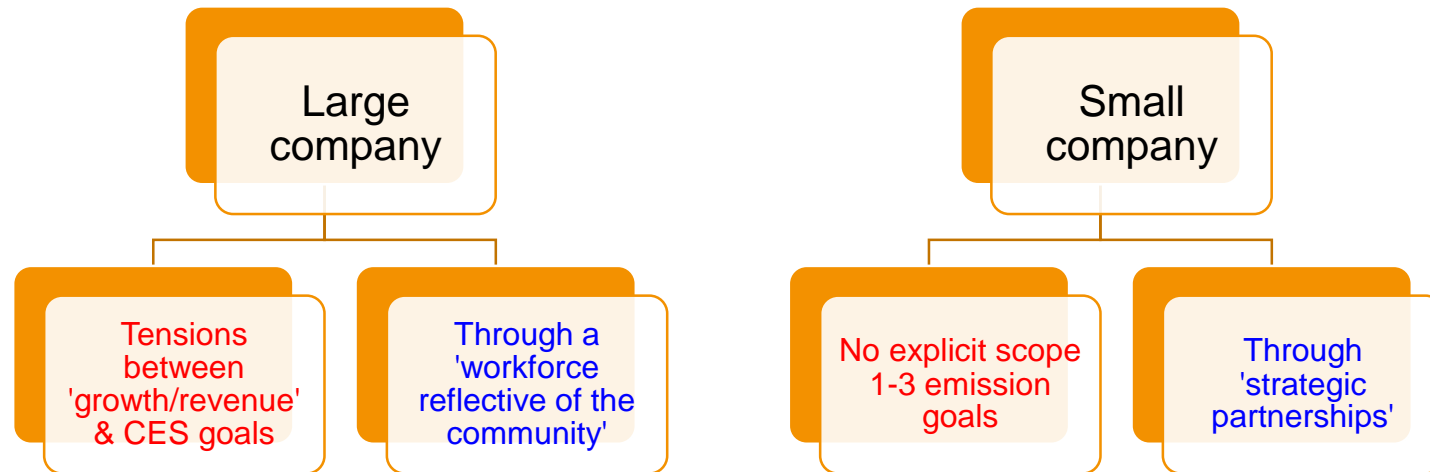 Large
company
Small
company
Tensions
between
'growth/revenue'
& CES goals
Through a
'workforce
reflective of the
community'
No explicit scope
1-3 emission
goals
Through
'strategic
partnerships'